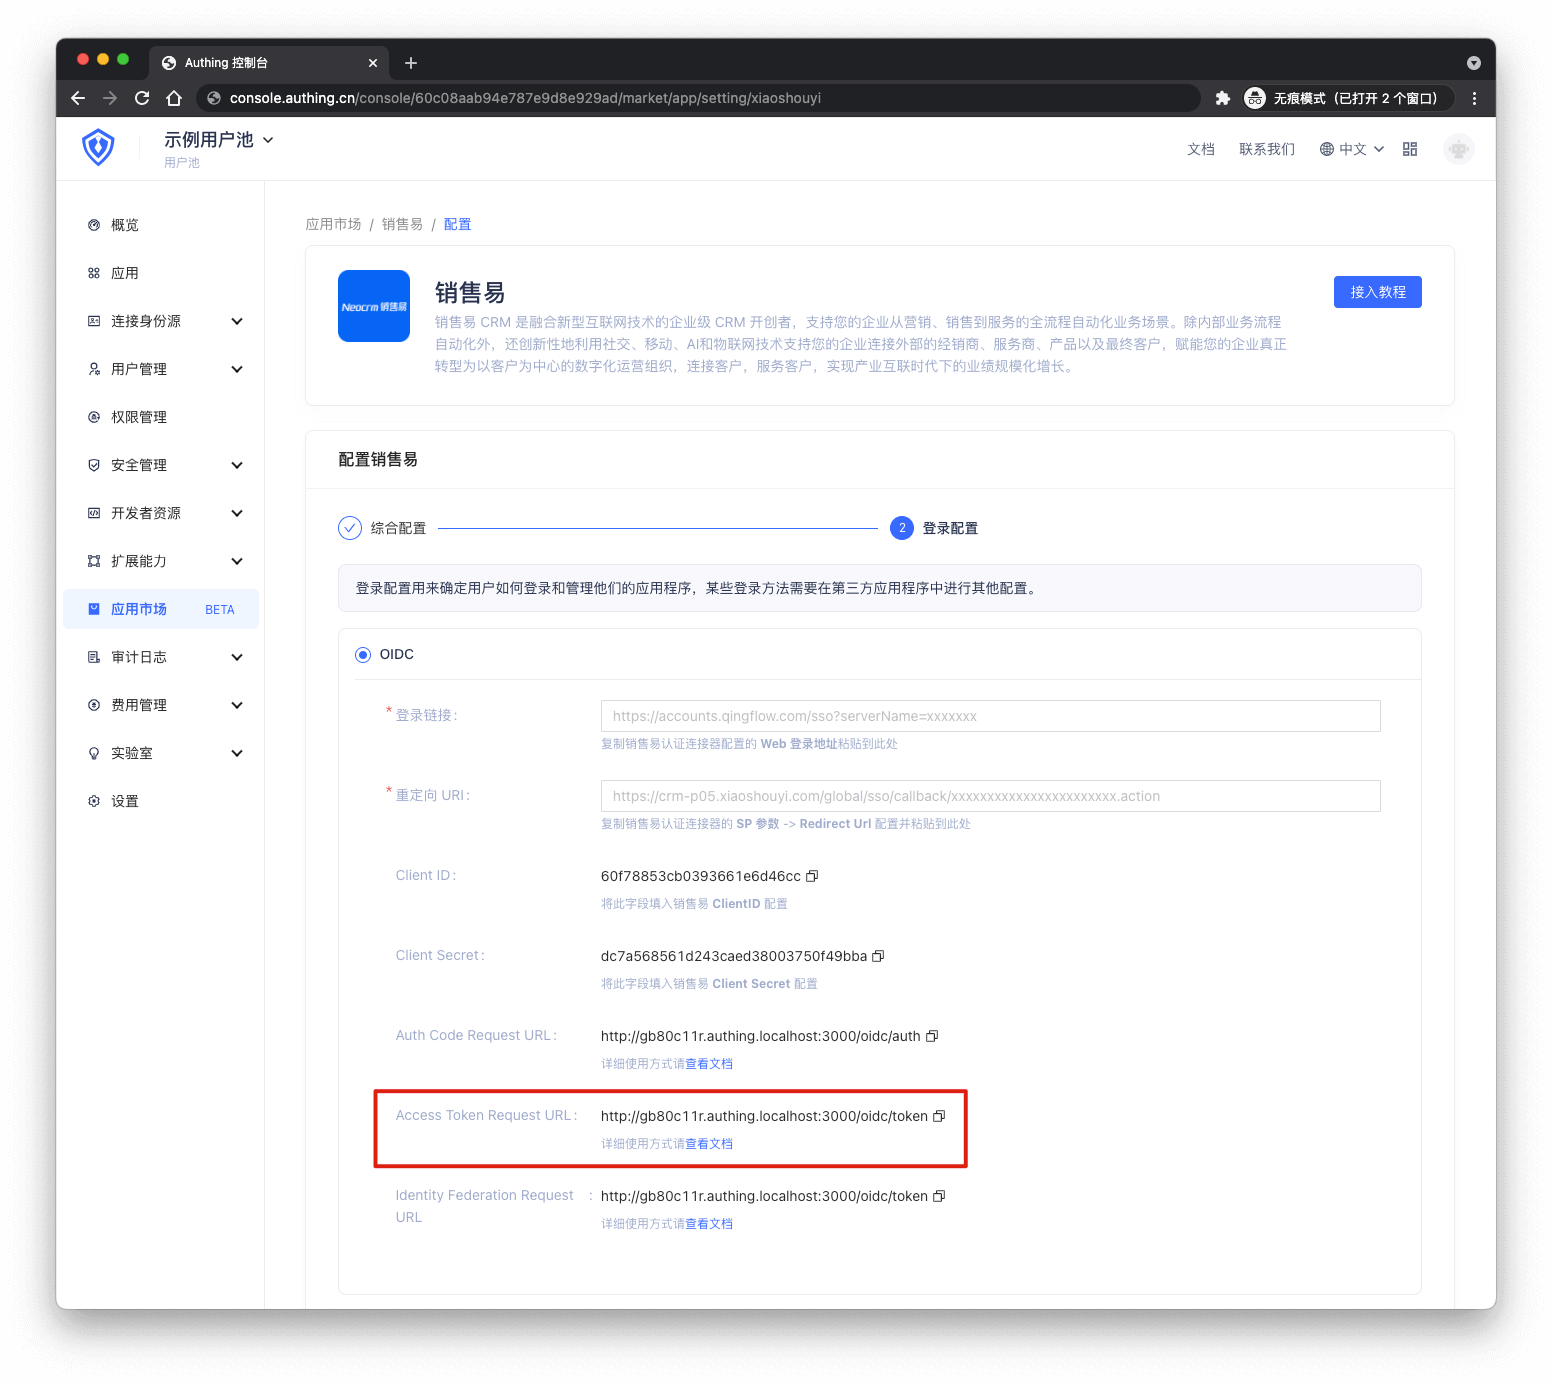 Authing 控制台
console.authing.cn/console/60c08aab94e787e9d8e929ad/market/app/setting/xiaoshouyi
无痕模式（已打开 2 个窗口）
示例用户池
用户池
文档
联系我们
中文
概览
应用
连接身份源
用户管理
权限管理
安全管理
开发者资源
扩展能力
应用市场 BETA
审计日志
费用管理
实验室
设置
应用市场 / 销售易 / 配置
Neocrm 销售易
销售易
接入教程
销售易 CRM 是融合新型互联网技术的企业级 CRM 开创者，支持您的企业从营销、销售到服务的全流程自动化业务场景。除内部业务流程
自动化外，还创新性地利用社交、移动、AI和物联网技术支持您的企业连接外部的经销商、服务商、产品以及最终客户，赋能您的企业真正
转型为以客户为中心的数字化运营组织，连接客户，服务客户，实现产业互联时代下的业绩规模化增长。
配置销售易
综合配置
2 登录配置
登录配置用来确定用户如何登录和管理他们的应用程序，某些登录方法需要在第三方应用程序中进行其他配置。
OIDC
* 登录链接：
https://accounts.qingflow.com/sso?serverName=xxxxxxx
复制销售易认证连接器配置的 Web 登录地址粘贴到此处
* 重定向 URI：
https://crm-p05.xiaoshouyi.com/global/sso/callback/xxxxxxxxxxxxxxxxxxxxxxx.action
复制销售易认证连接器的 SP 参数 -> Redirect Url 配置并粘贴到此处
Client ID：
60f78853cb0393661e6d46cc
将此字段填入销售易 ClientID 配置
Client Secret：
dc7a568561d243caed38003750f49bba
将此字段填入销售易 Client Secret 配置
Auth Code Request URL：
http://gb80c11r.authing.localhost:3000/oidc/auth
详细使用方式请查看文档
Access Token Request URL：
http://gb80c11r.authing.localhost:3000/oidc/token
详细使用方式请查看文档
Identity Federation Request
URL：
http://gb80c11r.authing.localhost:3000/oidc/token
详细使用方式请查看文档